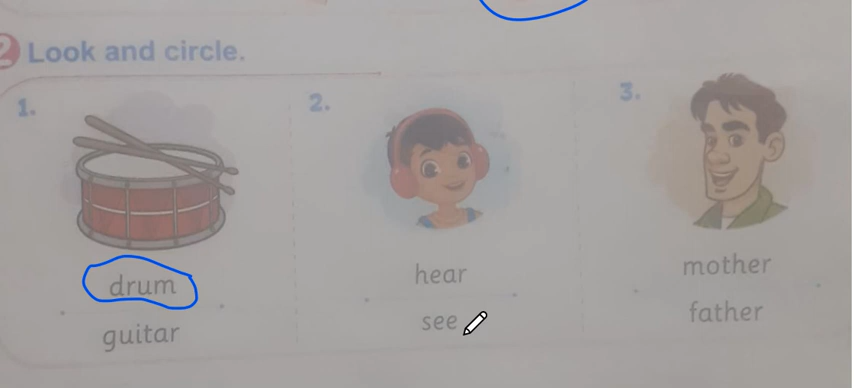 2 Look and circle.
1.
2.
3.
drum
guitar
hear
see
mother
father